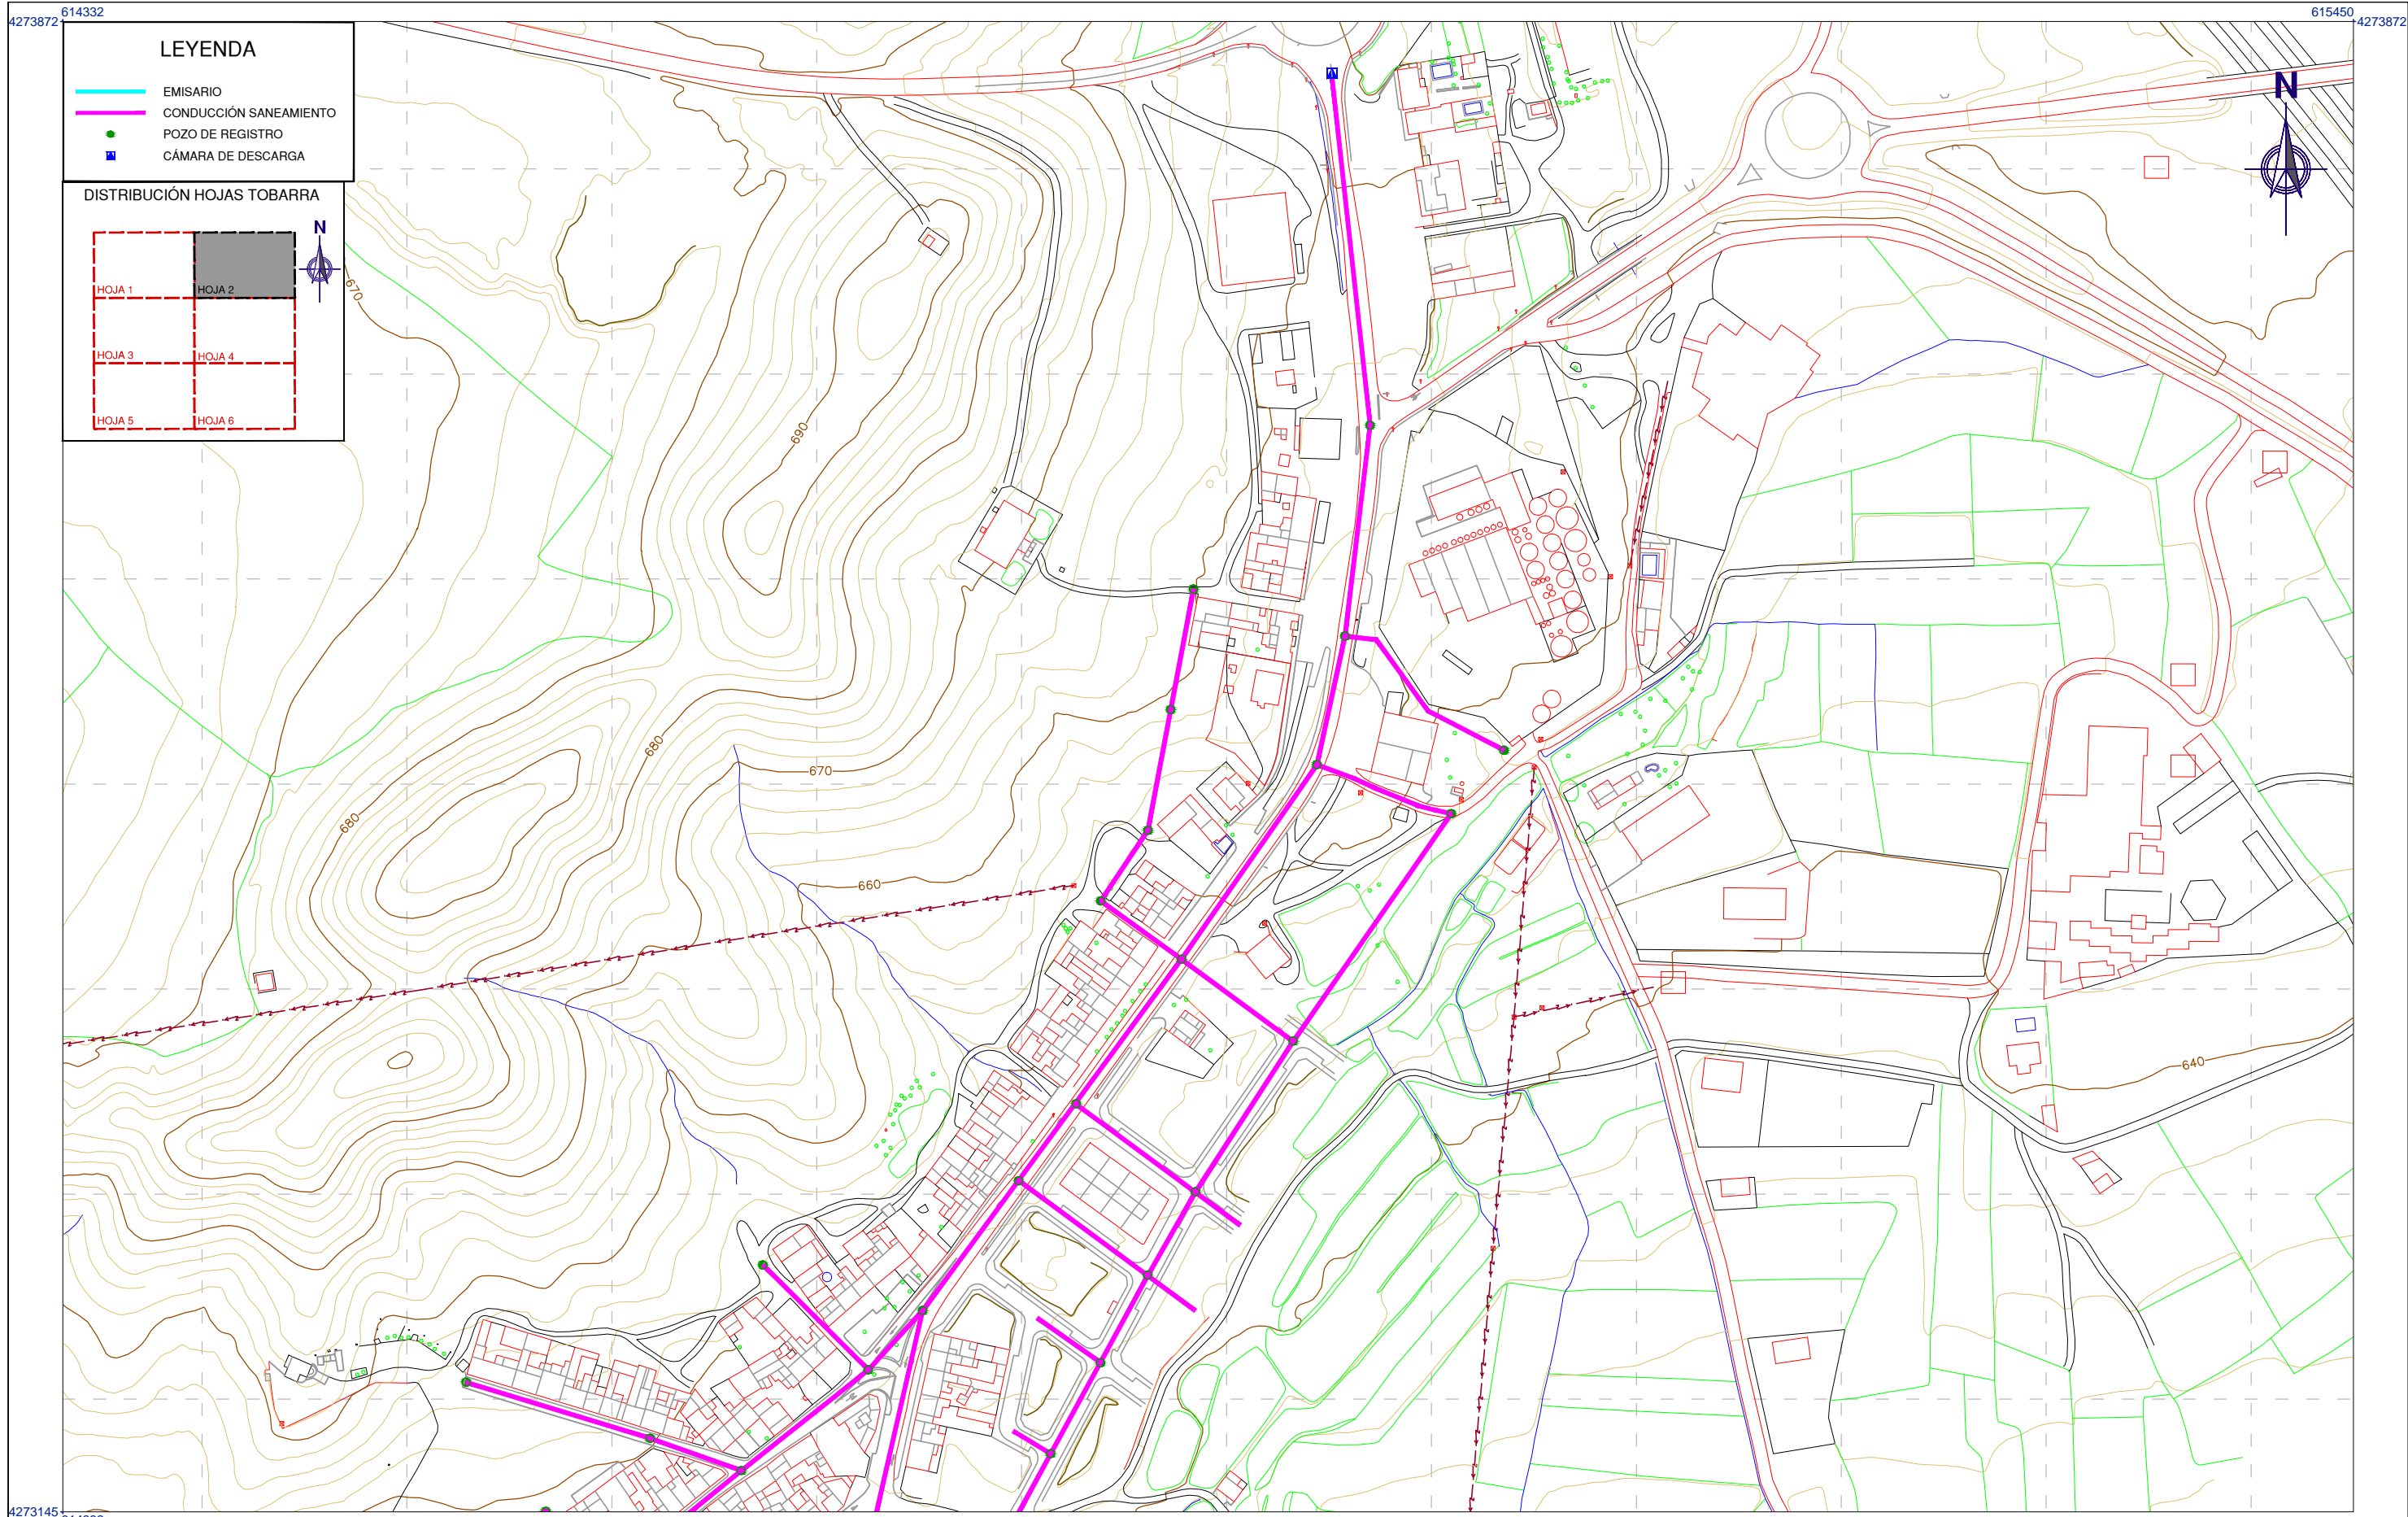 614332
615450
4273872
4273872
LEYENDA
EMISARIO
CONDUCCIÓN SANEAMIENTO
POZO DE REGISTRO
CÁMARA DE DESCARGA
DISTRIBUCIÓN HOJAS TOBARRA
N
N
HOJA 1
HOJA 2
HOJA 3
HOJA 4
HOJA 5
HOJA 6
670
690
680
670
680
660
640
4273145